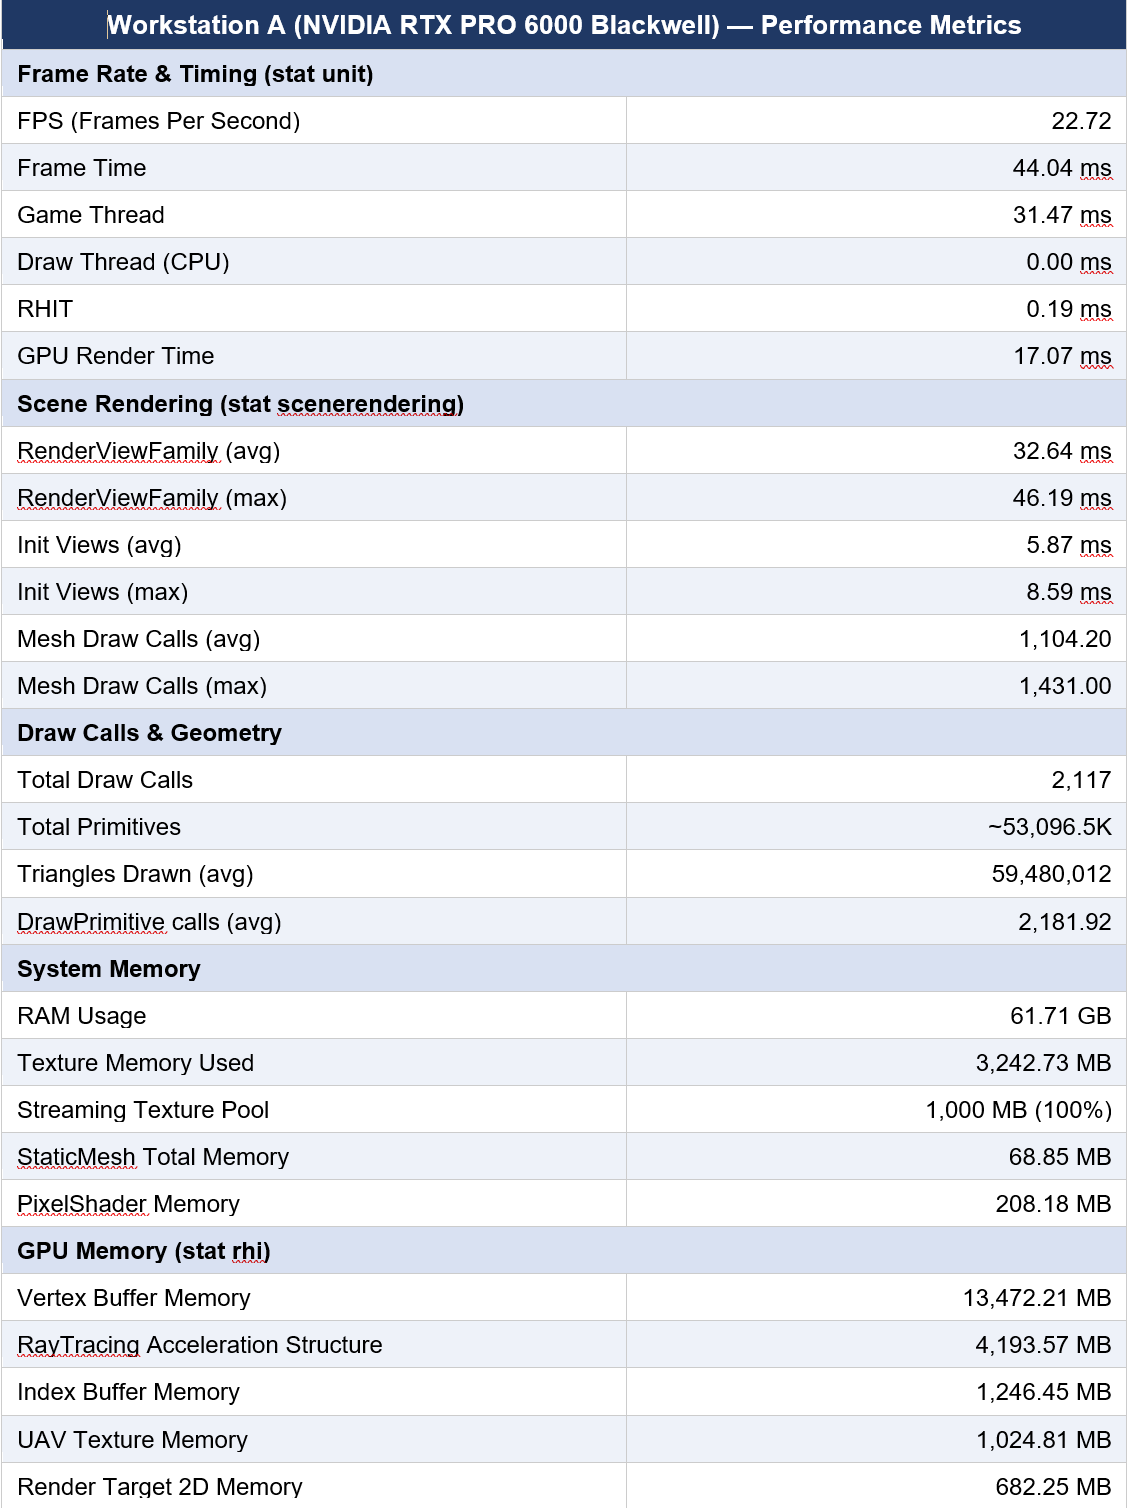 Workstation A (NVIDIA RTX PRO 6000 Blackwell) — Performance Metrics
Frame Rate & Timing (stat unit)
FPS (Frames Per Second) 22.72
Frame Time 44.04 ms
Game Thread 31.47 ms
Draw Thread (CPU) 0.00 ms
RHIT 0.19 ms
GPU Render Time 17.07 ms
Scene Rendering (stat scenerendering)
RenderViewFamily (avg) 32.64 ms
RenderViewFamily (max) 46.19 ms
Init Views (avg) 5.87 ms
Init Views (max) 8.59 ms
Mesh Draw Calls (avg) 1,104.20
Mesh Draw Calls (max) 1,431.00
Draw Calls & Geometry
Total Draw Calls 2,117
Total Primitives ~53,096.5K
Triangles Drawn (avg) 59,480,012
DrawPrimitive calls (avg) 2,181.92
System Memory
RAM Usage 61.71 GB
Texture Memory Used 3,242.73 MB
Streaming Texture Pool 1,000 MB (100%)
StaticMesh Total Memory 68.85 MB
PixelShader Memory 208.18 MB
GPU Memory (stat rhi)
Vertex Buffer Memory 13,472.21 MB
RayTracing Acceleration Structure 4,193.57 MB
Index Buffer Memory 1,246.45 MB
UAV Texture Memory 1,024.81 MB
Render Target 2D Memory 682.25 MB